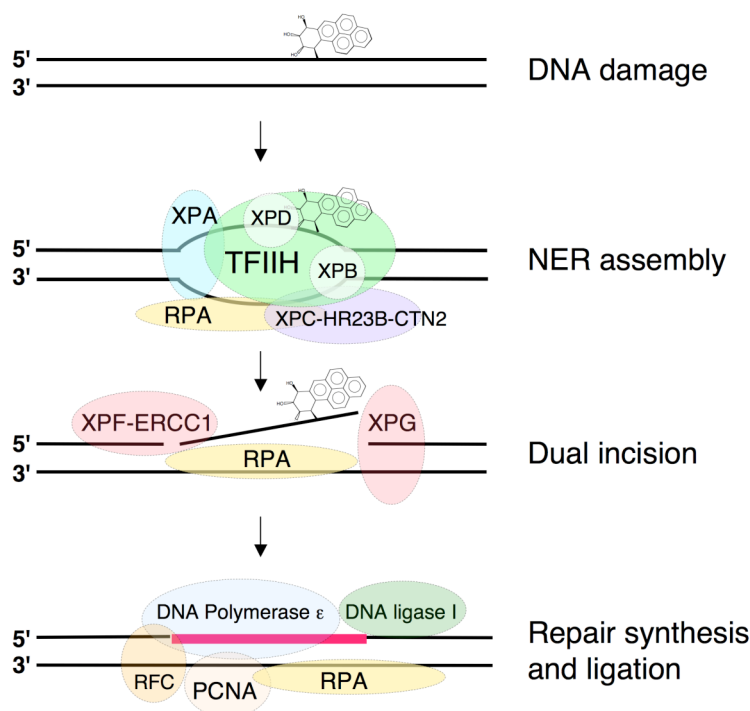 5'
3'
DNA damage
XPA
XPD
TFIIH
XPB
5'
3'
RPA
XPC-HR23B-CTN2
NER assembly
XPF-ERCC1
XPG
5'
3'
RPA
Dual incision
DNA Polymerase ε
DNA ligase I
5'
3'
RFC
PCNA
RPA
Repair synthesis
and ligation